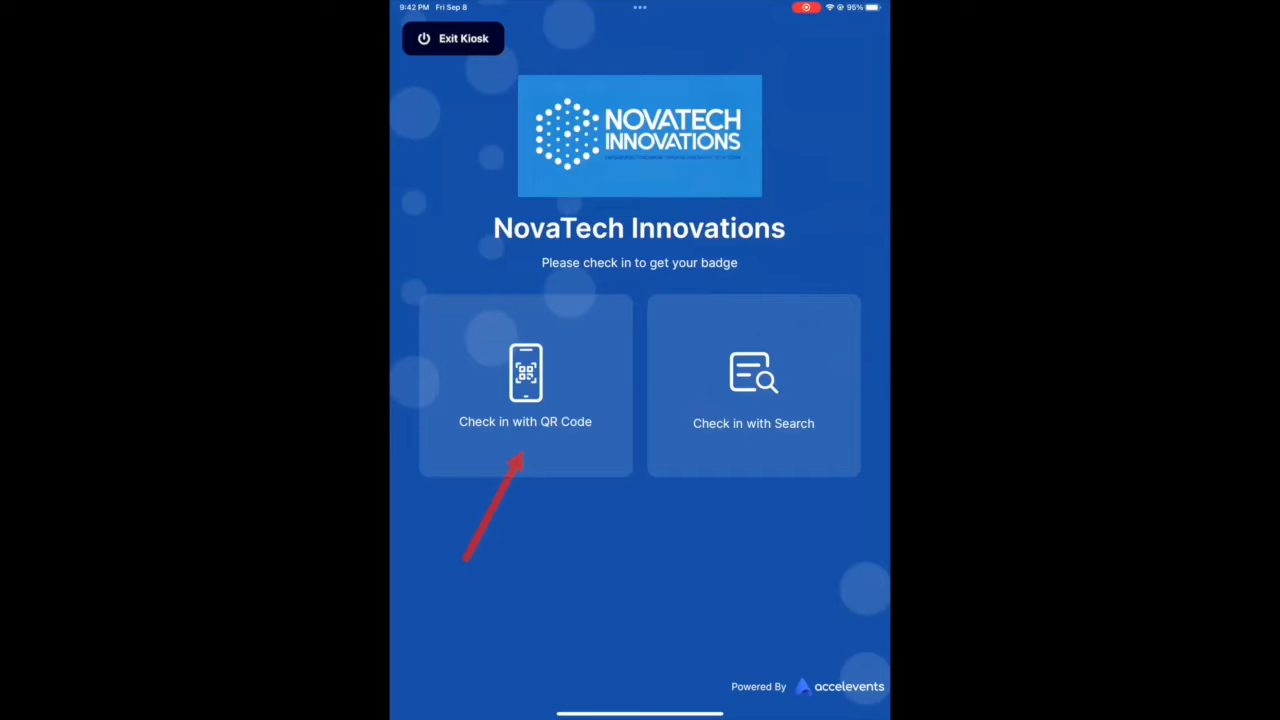 9:42 PM Fri Sep 8
95%
Exit Kiosk
NOVATECH
INNOVATIONS
NovaTech Innovations
Please check in to get your badge
Check in with QR Code
Check in with Search
Powered By accelevents